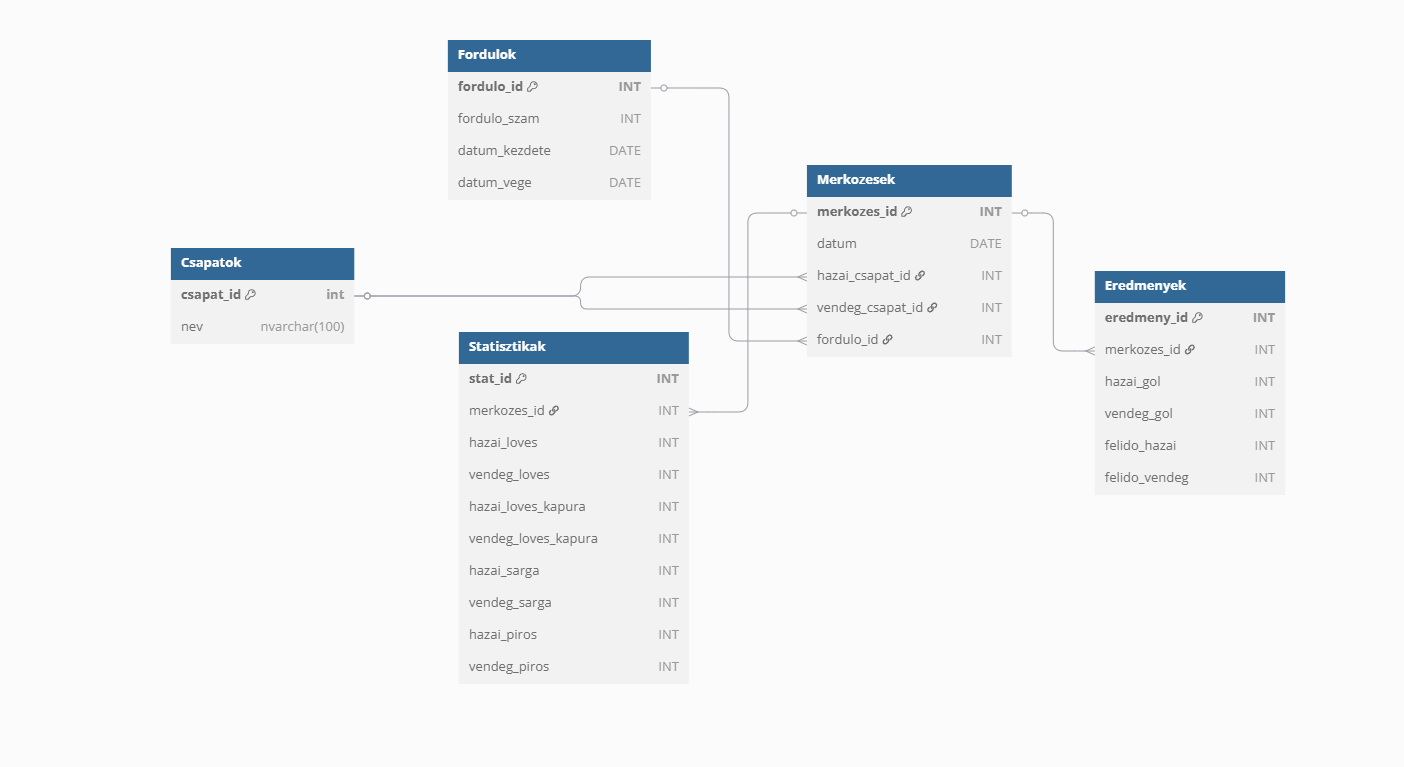 Fordulok
fordulo_id INT
fordulo_szam INT
datum_kezdete DATE
datum_vege DATE
Csapatok
csapat_id int
nev nvarchar(100)
Statisztikak
stat_id INT
merkozes_id INT
hazai_loves INT
vendeg_loves INT
hazai_loves_kapura INT
vendeg_loves_kapura INT
hazai_sarga INT
vendeg_sarga INT
hazai_piros INT
vendeg_piros INT
Merkozesek
merkozes_id INT
datum DATE
hazai_csapat_id INT
vendeg_csapat_id INT
fordulo_id INT
Eredmenyek
eredmeny_id INT
merkozes_id INT
hazai_gol INT
vendeg_gol INT
felido_hazai INT
felido_vendeg INT